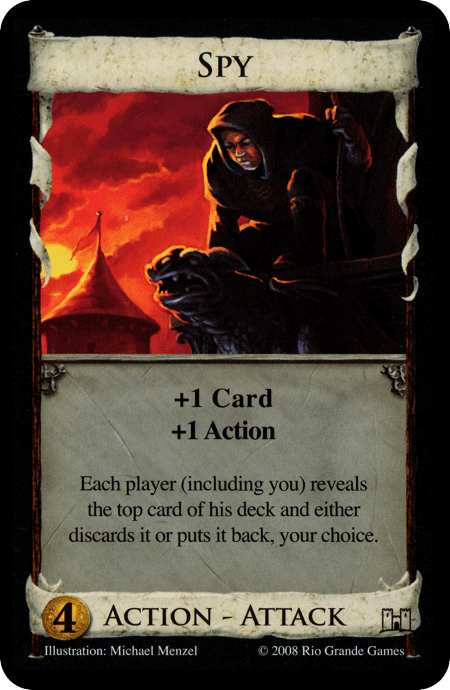 Spy
+1 Card
+1 Action
Each player (including you) reveals
the top card of his deck and either
discards it or puts it back, your choice.
4 Action - Attack
Illustration: Michael Menzel © 2008 Rio Grande Games